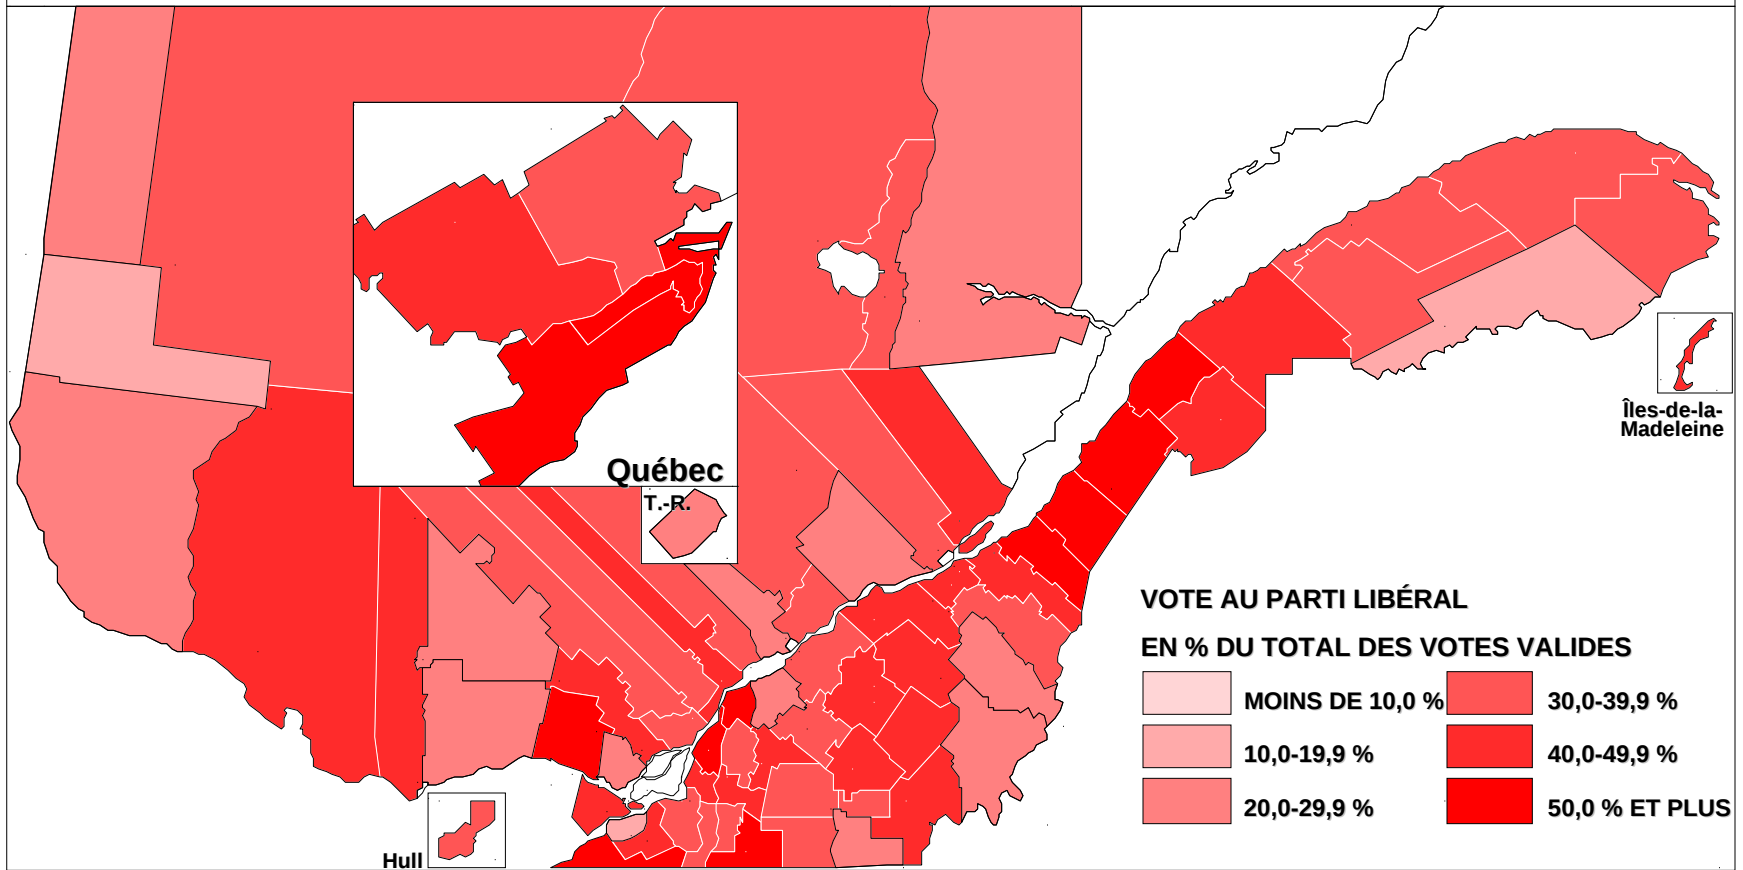 Québec
T.-R.
Îles-de-la-
Madeleine
Hull
VOTE AU PARTI LIBÉRAL
EN % DU TOTAL DES VOTES VALIDES
MOINS DE 10,0 %
30,0-39,9 %
10,0-19,9 %
40,0-49,9 %
20,0-29,9 %
50,0 % ET PLUS